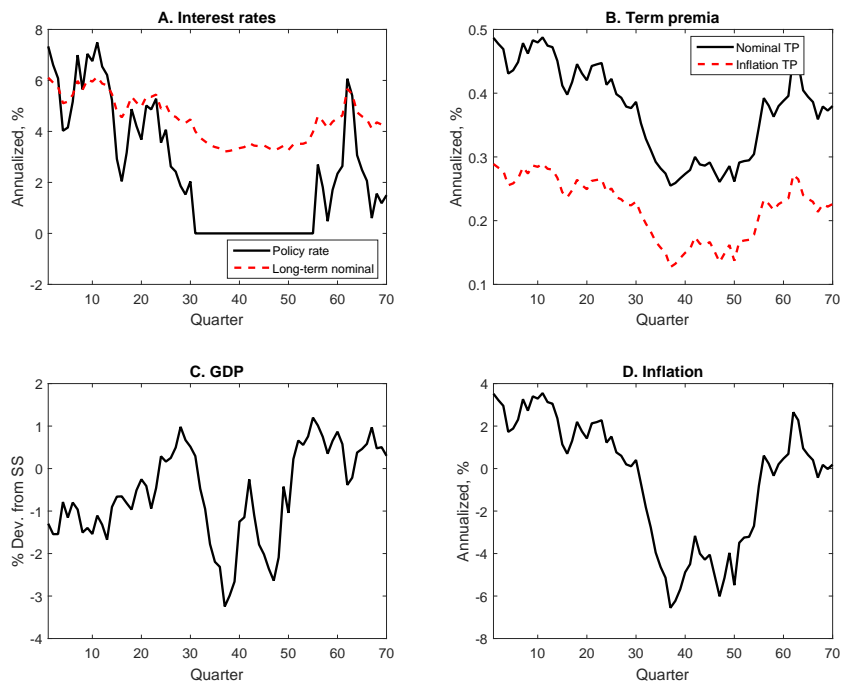 A. Interest rates
8
6
4
2
0
-2
Annualized, %
10 20 30 40 50 60 70
Quarter
Policy rate
Long-term nominal
B. Term premia
0.5
0.4
0.3
0.2
0.1
Annualized, %
10 20 30 40 50 60 70
Quarter
Nominal TP
Inflation TP
C. GDP
2
1
0
-1
-2
-3
-4
% Dev. from SS
10 20 30 40 50 60 70
Quarter
D. Inflation
4
2
0
-2
-4
-6
-8
Annualized, %
10 20 30 40 50 60 70
Quarter